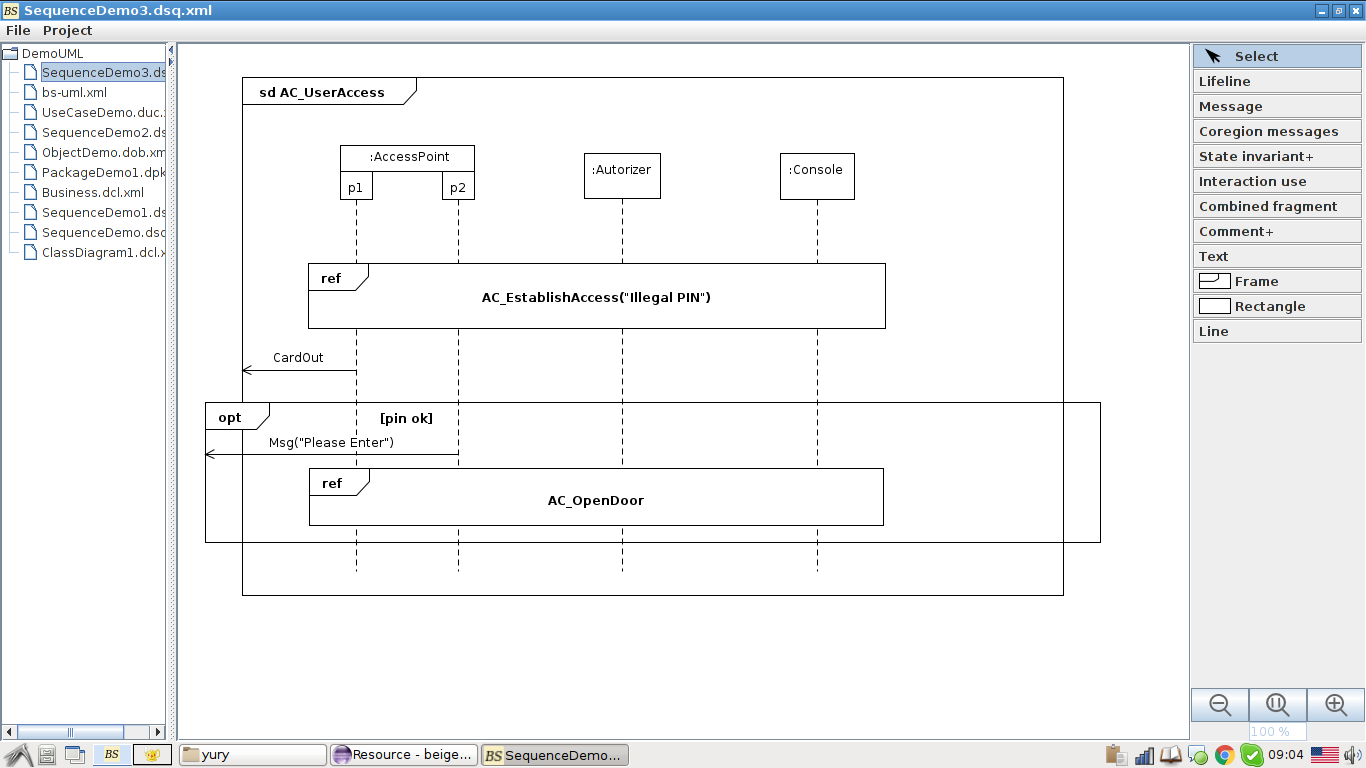 BS SequenceDemo3.dsq.xml
File Project
DemoUML
SequenceDemo3.ds
bs-uml.xml
UseCaseDemo.duc.
SequenceDemo2.ds
ObjectDemo.dob.xm
PackageDemo1.dpk
Business.dcl.xml
SequenceDemo1.ds
SequenceDemo.dsq
ClassDiagram1.dcl.x
sd AC_UserAccess
:AccessPoint
p1 p2
:Autorizer
:Console
ref
AC_EstablishAccess("Illegal PIN")
CardOut
opt [pin ok]
Msg("Please Enter")
ref
AC_OpenDoor
Select
Lifeline
Message
Coregion messages
State invariant+
Interaction use
Combined fragment
Comment+
Text
Frame
Rectangle
Line
100 %
BS
yury
Resource - beige...
BS SequenceDemo...
09:04